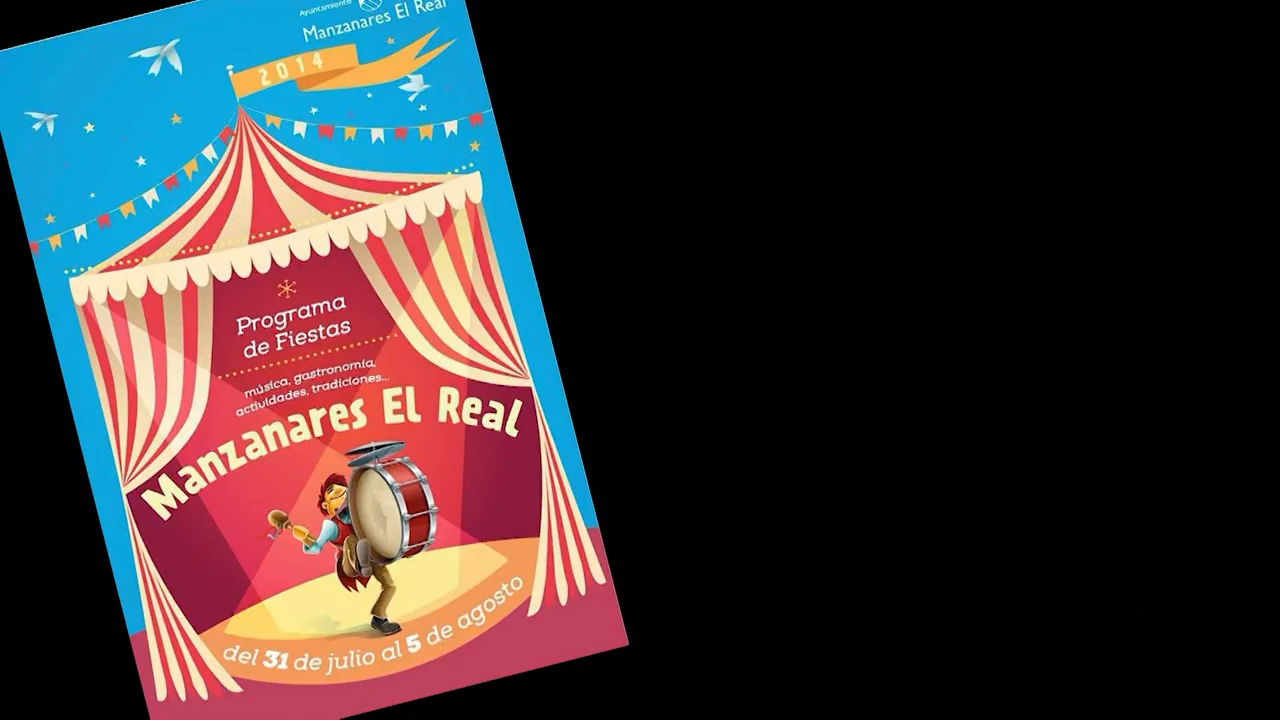 Ayuntamiento
Manzanares El Real
2014
Programa
de Fiestas
música, gastronomía,
actividades, tradiciones...
Manzanares El Real
del 31 de julio al 5 de agosto